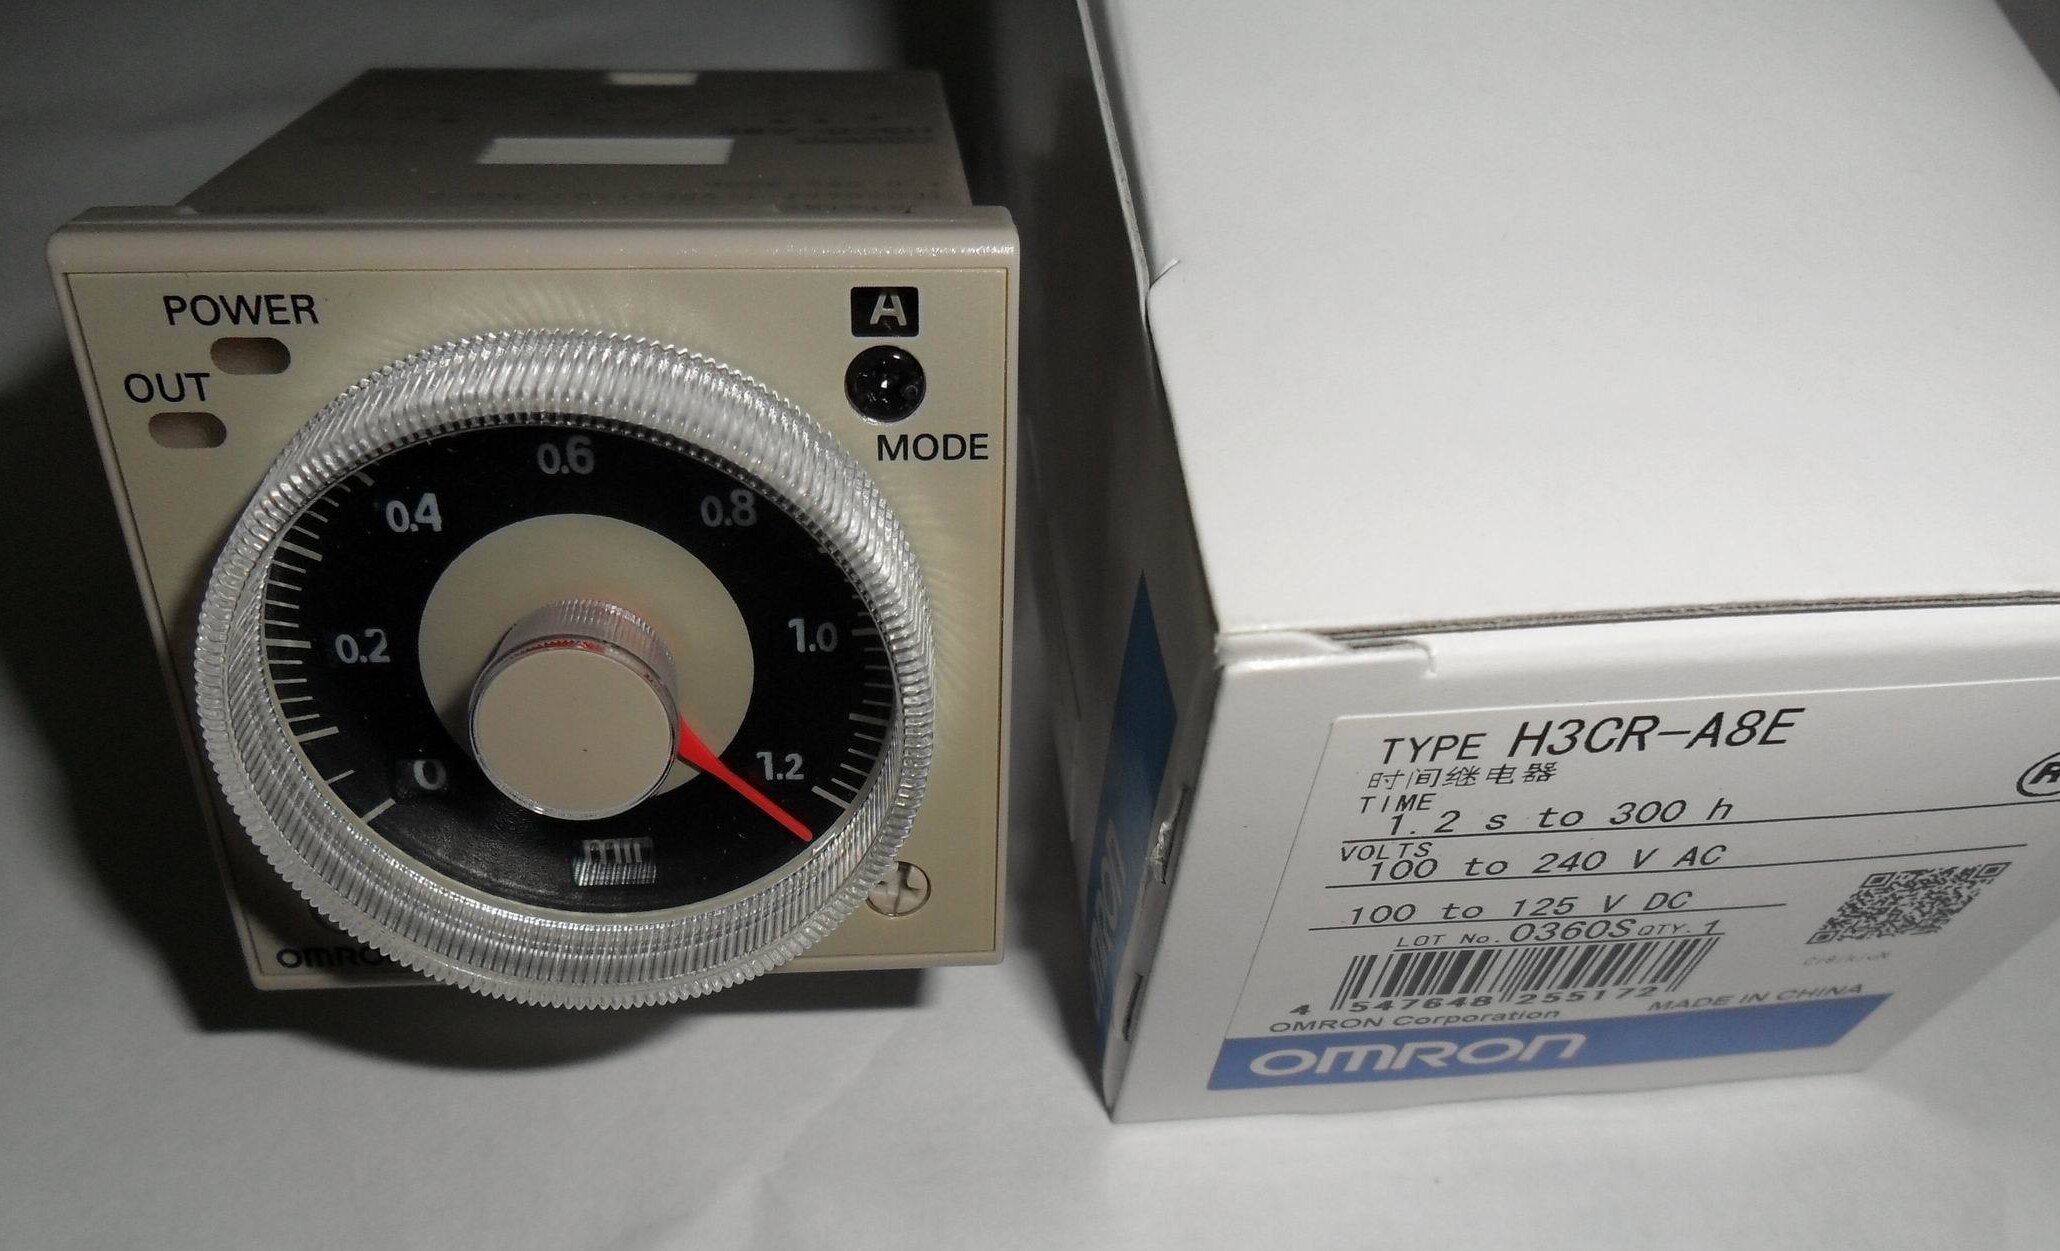 POWER
OUT
A
MODE
0
0.2
0.4
0.6
0.8
1.0
1.2
min
TYPE H3CR-A8E
时间继电器
TIME
1.2 s to 300 h
VOLTS
100 to 240 V AC
100 to 125 V DC
LOT No. 0360S QTY. 1
4 547648 255172
OMRON Corporation MADE IN CHINA
OMRON
OMRON